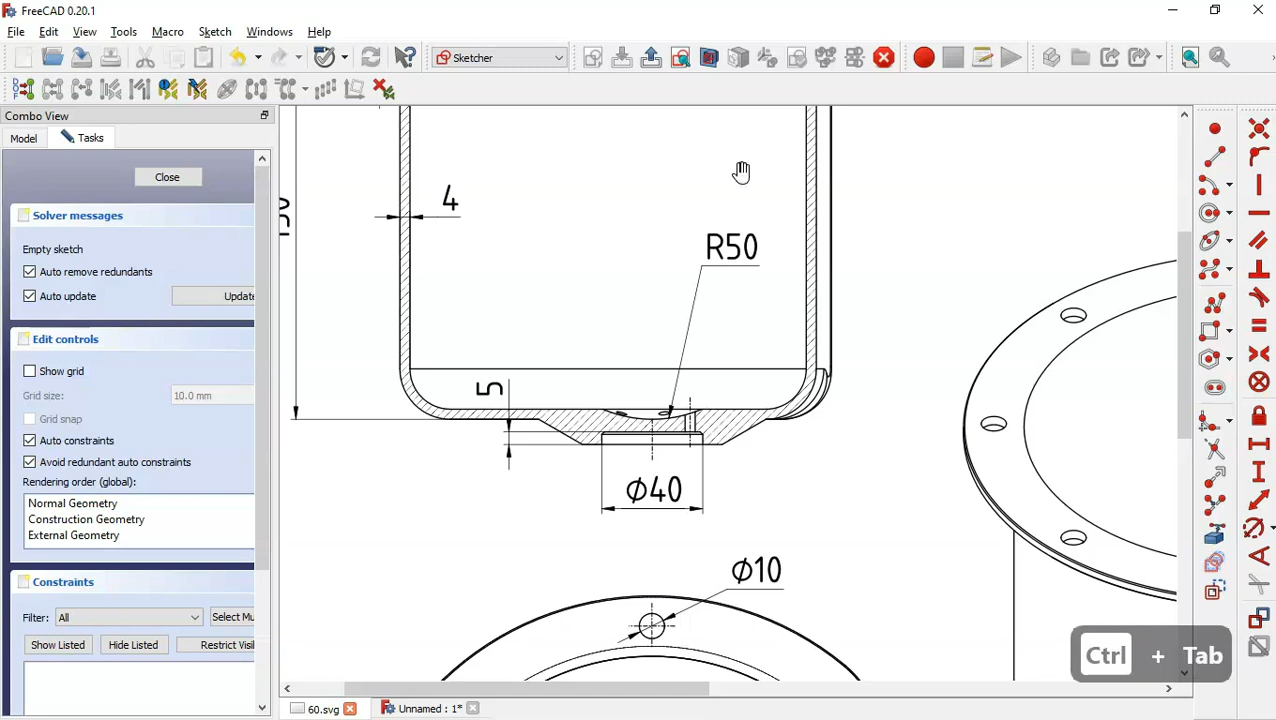 FreeCAD 0.20.1
File Edit View Tools Macro Sketch Windows Help
Sketcher
Combo View
Model Tasks
Close
Solver messages
Empty sketch
Auto remove redundants
Auto update Update
Edit controls
Show grid
Grid size: 10.0 mm
Grid snap
Auto constraints
Avoid redundant auto constraints
Rendering order (global):
Normal Geometry
Construction Geometry
External Geometry
Constraints
Filter: All Select Mu
Show Listed Hide Listed Restrict Visi
4
R50
5
Ø40
Ø10
Ctrl + Tab
60.svg Unnamed : 1*